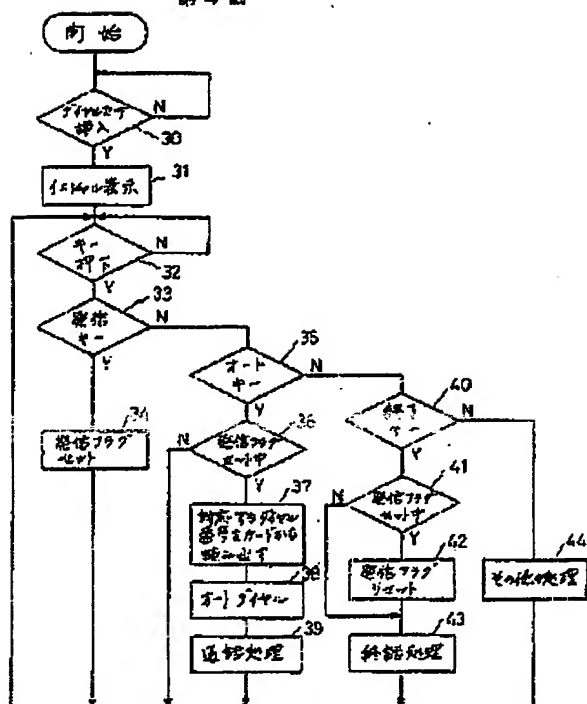 第4図
開始
ダイヤルカード
挿入
N
30
Y
31
イニシャル表示
キー
押下
N
32
Y
33
発信
キー
N
Y
34
発信フラグ
セット
35
オート
キー
N
Y
36
発信フラグ
セット中
N
Y
37
対応するダイヤル
番号をカードから
読み出す
38
オートダイヤル
39
通話処理
40
終了
キー
N
Y
41
発信フラグ
セット中
N
Y
42
発信フラグ
リセット
43
終話処理
44
その他処理